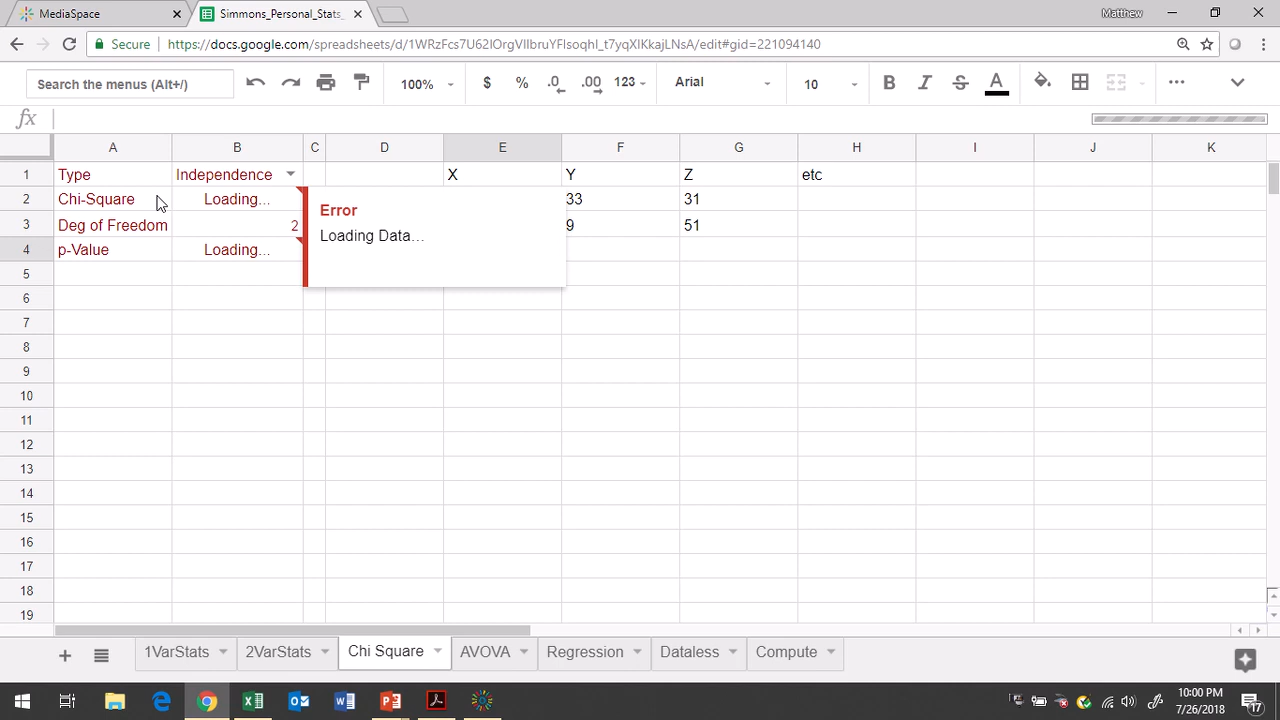 MediaSpace
Simmons_Personal_Stats_
Matthew
Secure
https://docs.google.com/spreadsheets/d/1WRzFcs7U62IOrgVIIbruYFIsoqhl_t7yqXIKkajLNsA/edit#gid=221094140
Search the menus (Alt+/)
100%
$ % .0 .00 123
Arial
10
B I S A
fx
A B C D E F G H I J K
1 Type Independence X Y Z etc
2 Chi-Square Loading... 33 31
3 Deg of Freedom 2 9 51
4 p-Value Loading...
Error
Loading Data...
5
6
7
8
9
10
11
12
13
14
15
16
17
18
19
1VarStats 2VarStats Chi Square AVOVA Regression Dataless Compute
10:00 PM
7/26/2018
17